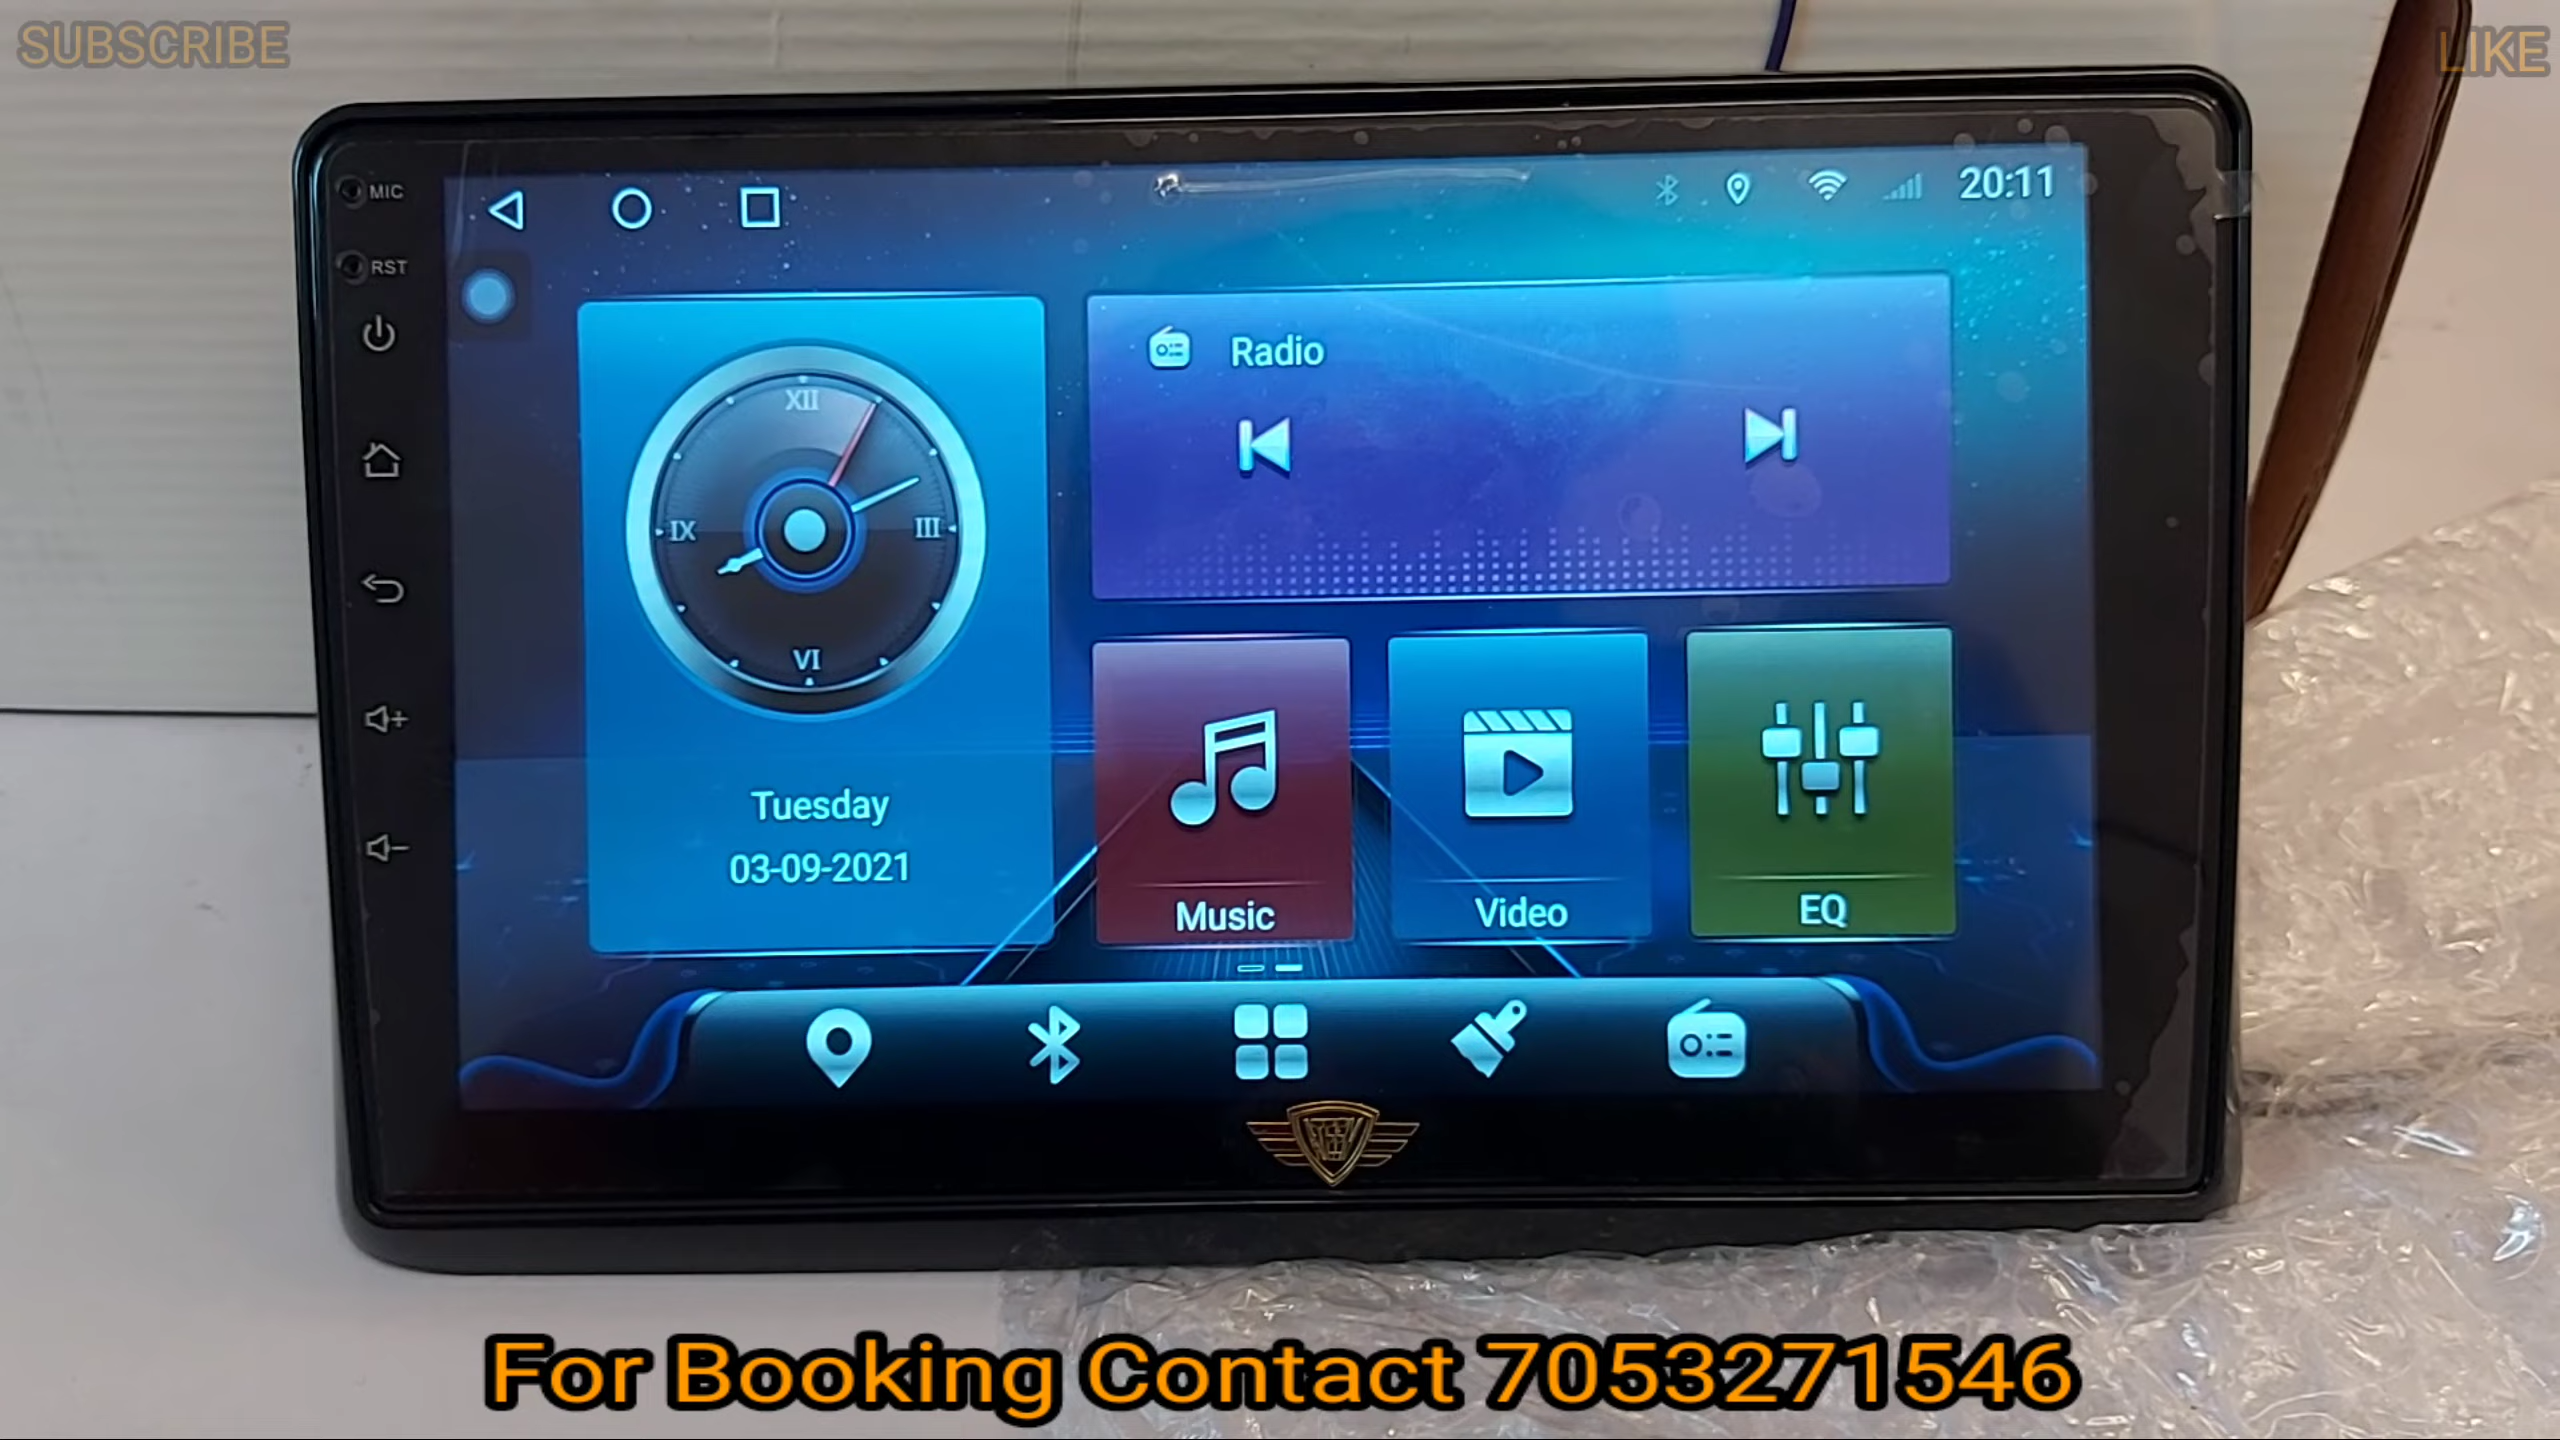 SUBSCRIBE
LIKE
MIC
RST
20:11
Radio
XII
IX
III
VI
Tuesday
03-09-2021
Music
Video
EQ
For Booking Contact 7053271546